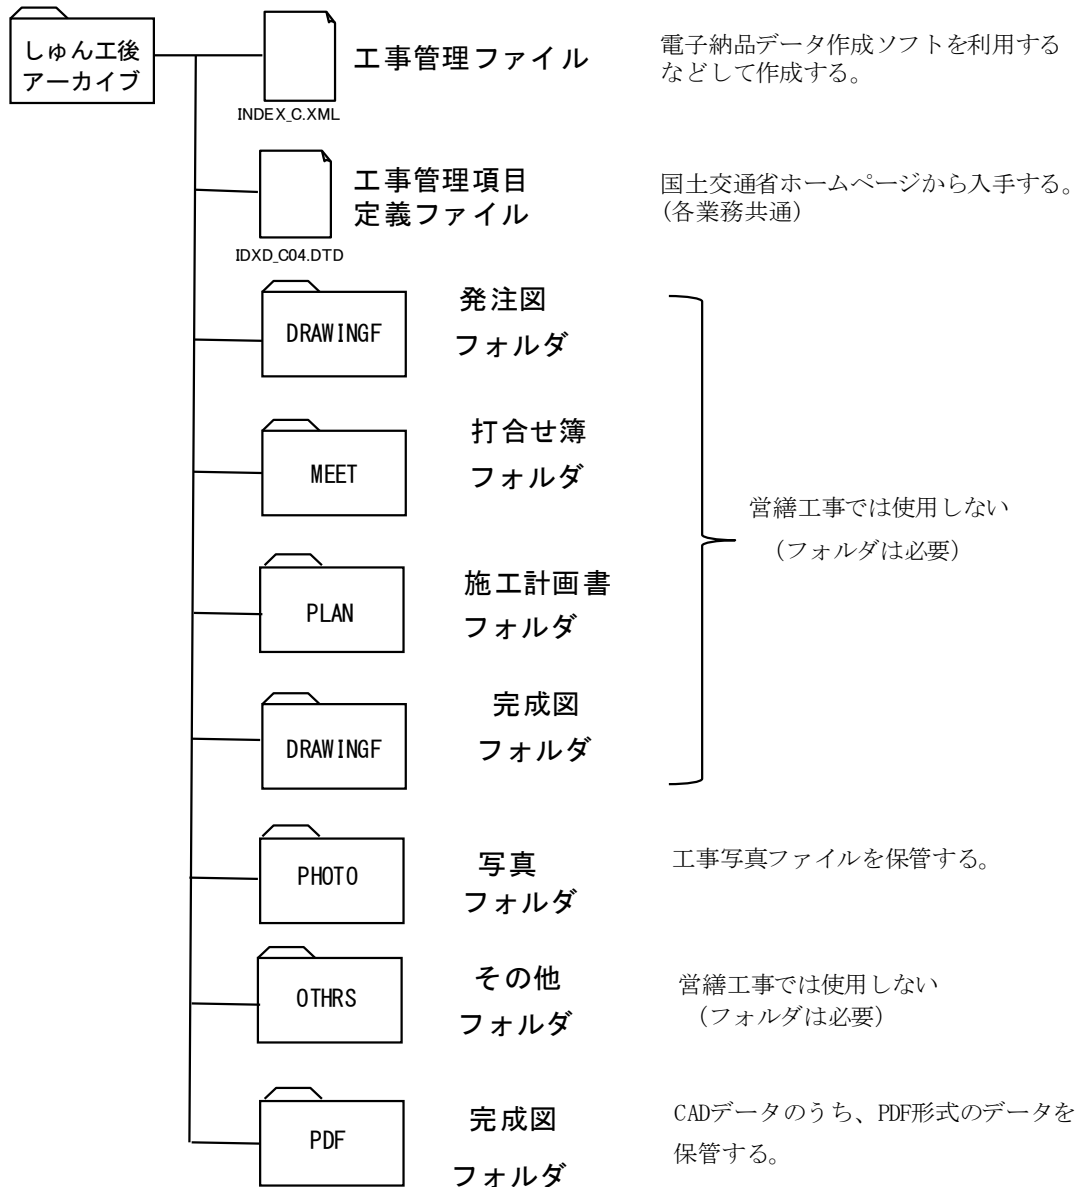 しゅん工後
アーカイブ
工事管理ファイル
INDEX_C.XML
電子納品データ作成ソフトを利用する
などして作成する。
工事管理項目
定義ファイル
IDXD_C04.DTD
国土交通省ホームページから入手する。
(各業務共通)
DRAWINGF
発注図
フォルダ
MEET
打合せ簿
フォルダ
営繕工事では使用しない
(フォルダは必要)
PLAN
施工計画書
フォルダ
DRAWINGF
完成図
フォルダ
PHOTO
写真
フォルダ
工事写真ファイルを保管する。
OTHRS
その他
フォルダ
営繕工事では使用しない
(フォルダは必要)
PDF
完成図
フォルダ
CADデータのうち、PDF形式のデータを
保管する。